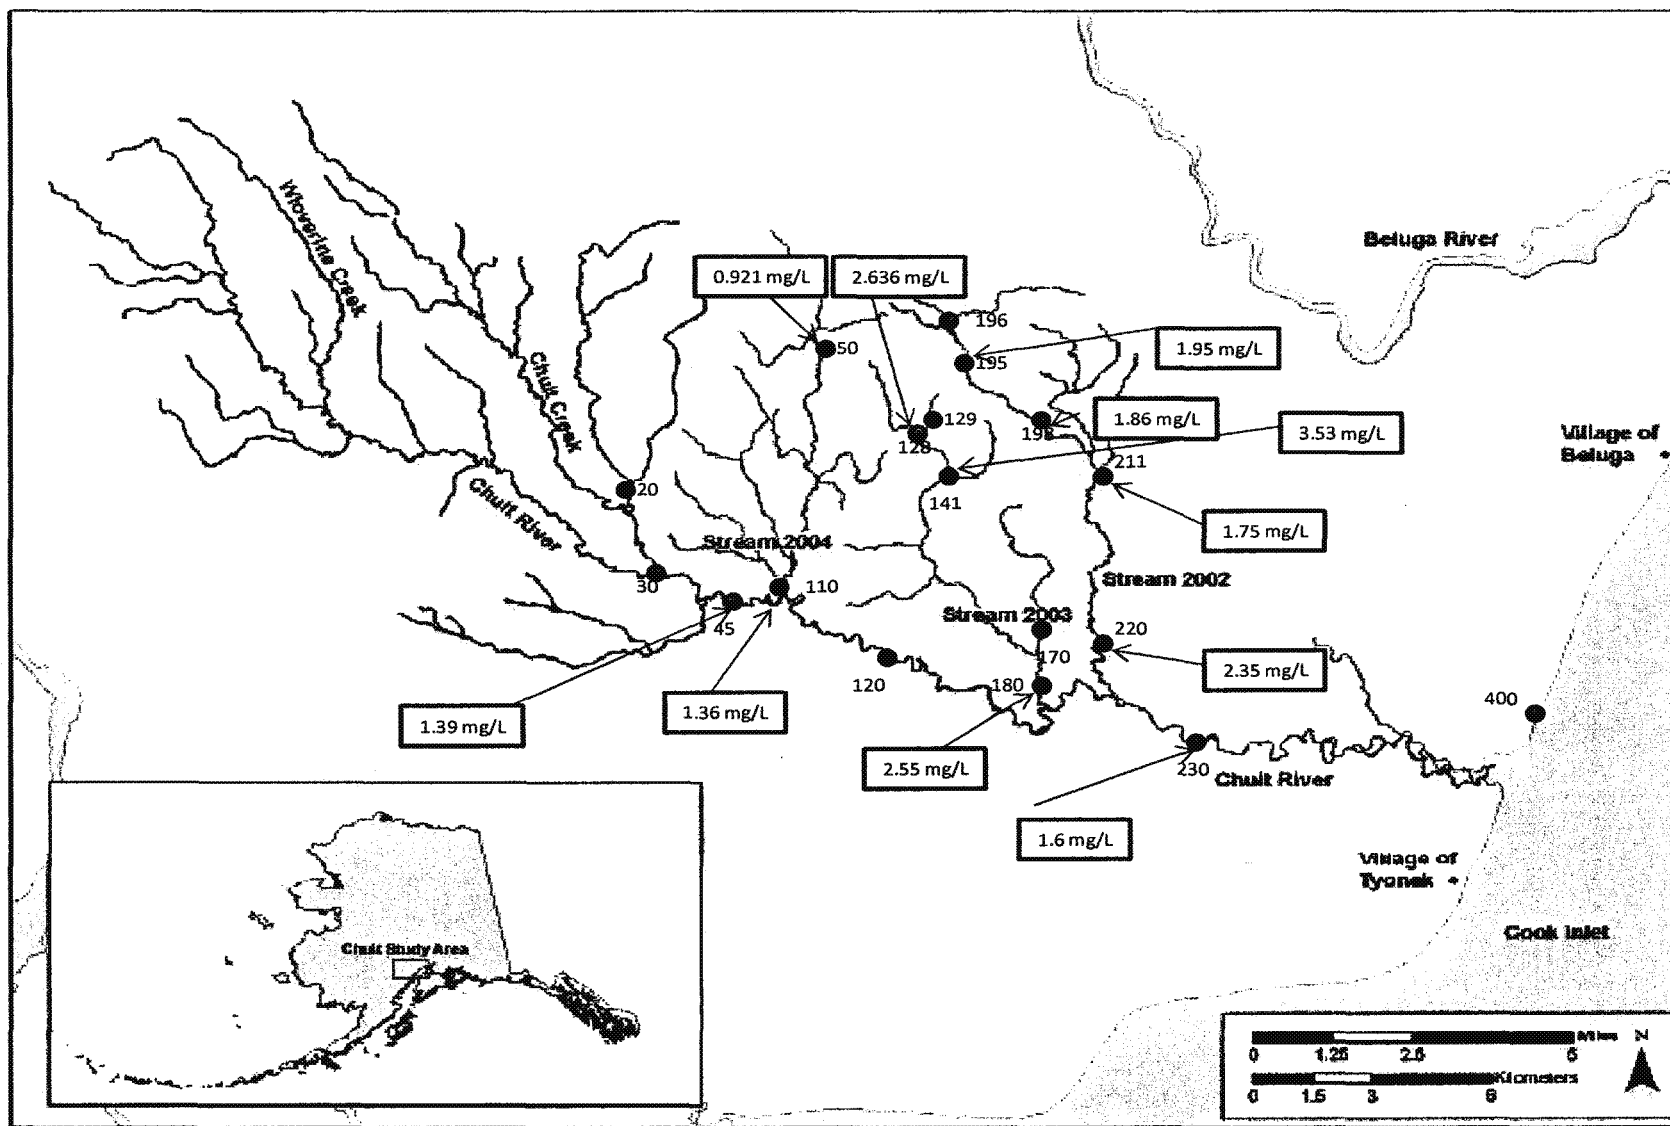 Wloverine Creek
Beluga River
0.921 mg/L
2.636 mg/L
196
50
195
1.95 mg/L
Chuit Creek
129
128
1.86 mg/L
3.53 mg/L
Village of
Beluga
211
20
141
Chuit River
1.75 mg/L
Stream 2004
110
30
Stream 2002
45
Stream 2003
220
170
120
180
2.35 mg/L
400
1.39 mg/L
1.36 mg/L
2.55 mg/L
230
Chuit River
1.6 mg/L
Village of
Tyonek
Cook Inlet
Chuit Study Area
Miles
N
0
1.25
2.5
5
Kilometers
0
1.5
3
6